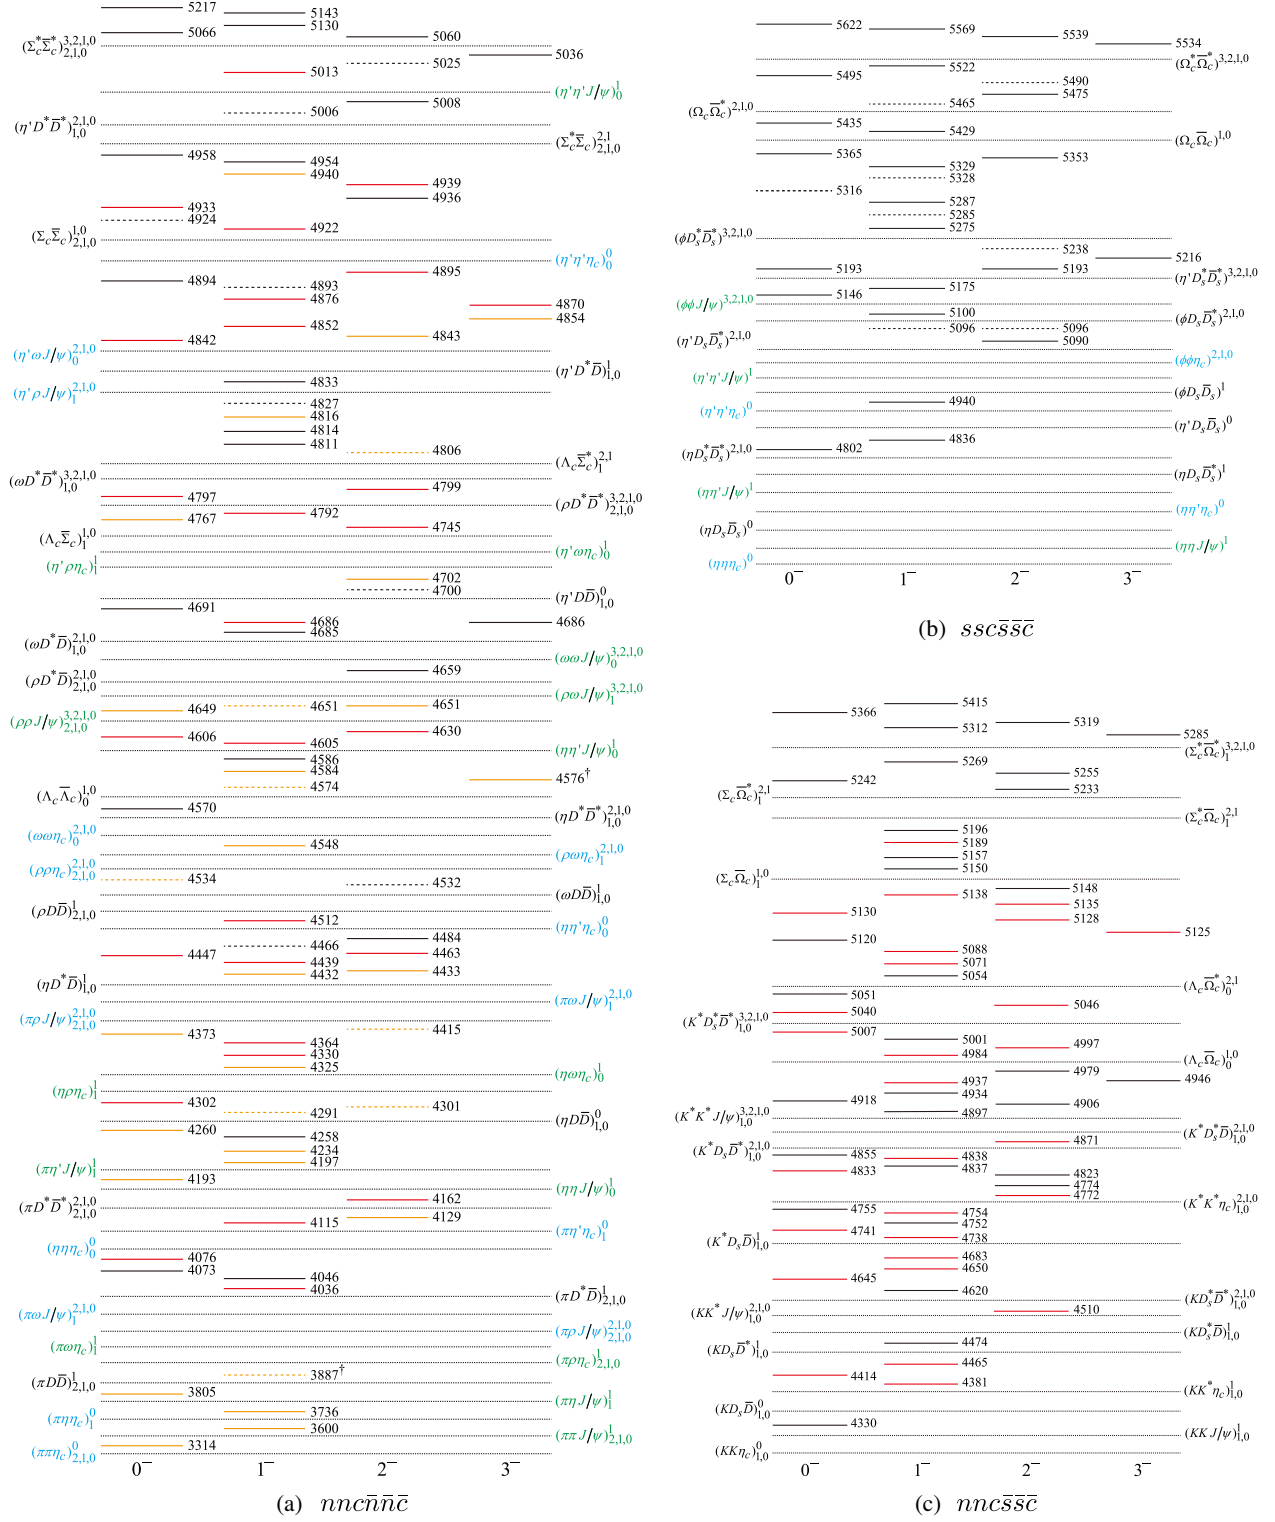 5217
5143
5130
5066
5060
(Σ*cΣ̅*c)^{3,2,1,0}_{2,1,0}
5036
5025
5013
(η'η'J/ψ)^{1}_{0}
5008
5006
(η'D*D̅*)^{2,1,0}_{1,0}
(Σ*cΣ̅c)^{2,1}_{2,1,0}
4958
4954
4940
4939
4936
4933
4924
4922
(ΣcΣ̅c)^{1,0}_{2,1,0}
(η'η'ηc)^{0}_{0}
4895
4894
4893
4876
4870
4854
4852
4843
4842
(η'ωJ/ψ)^{2,1,0}_{0}
(η'D*D̅)^{1}_{1,0}
4833
(η'ρJ/ψ)^{2,1,0}_{1}
4827
4816
4814
4811
4806
(ΛcΣ̅*c)^{2,1}_{1}
(ωD*D̅*)^{3,2,1,0}_{1,0}
4799
4797
(ρD*D̅*)^{3,2,1,0}_{2,1,0}
4792
4767
4745
(ΛcΣ̅c)^{1,0}_{1}
(η'ωηc)^{1}_{0}
(η'ρηc)^{1}_{1}
4702
4700
(η'DD̅)^{0}_{1,0}
4691
4686
4686
4685
(ωD*D̅)^{2,1,0}_{1,0}
(ωωJ/ψ)^{3,2,1,0}_{0}
4659
(ρD*D̅)^{2,1,0}_{2,1,0}
(ρωJ/ψ)^{3,2,1,0}_{1}
4651
4651
4649
(ρρJ/ψ)^{3,2,1,0}_{2,1,0}
4630
4606
4605
(ηη'J/ψ)^{1}_{0}
4586
4584
4576†
4574
(ΛcΛ̅c)^{1,0}_{0}
4570
(ηD*D̅*)^{2,1,0}_{1,0}
(ωωηc)^{2,1,0}_{0}
4548
(ρωηc)^{2,1,0}_{1}
(ρρηc)^{2,1,0}_{2,1,0}
4534
4532
(ωDD̅)^{1}_{1,0}
(ρDD̅)^{1}_{2,1,0}
4512
(ηη'ηc)^{0}_{0}
4484
4466
4463
4447
4439
4433
4432
(ηD*D̅)^{1}_{1,0}
(πωJ/ψ)^{2,1,0}_{1}
(πρJ/ψ)^{2,1,0}_{2,1,0}
4415
4373
4364
4330
4325
(ηωηc)^{1}_{0}
(ηρηc)^{1}_{1}
4302
4301
4291
(ηDD̅)^{0}_{1,0}
4260
4258
4234
4197
(πη'J/ψ)^{1}_{1}
4193
(ηηJ/ψ)^{1}_{0}
4162
(πD*D̅*)^{2,1,0}_{2,1,0}
4129
4115
(πη'ηc)^{0}_{1}
(ηηηc)^{0}_{0}
4076
4073
4046
4036
(πD*D̅)^{1}_{2,1,0}
(πωJ/ψ)^{2,1,0}_{1}
(πρJ/ψ)^{2,1,0}_{2,1,0}
(πωηc)^{1}_{1}
(πρηc)^{1}_{2,1,0}
3887†
(πDD̅)^{1}_{2,1,0}
3805
(πηJ/ψ)^{1}_{1}
3736
(πηηc)^{0}_{1}
3600
(ππJ/ψ)^{1}_{2,1,0}
3314
(ππηc)^{0}_{2,1,0}
0⁻ 1⁻ 2⁻ 3⁻
(a) nncn̅n̅c̅
5622
5569
5539
5534
(Ω*cΩ̅*c)^{3,2,1,0}
5522
5495
5490
5475
5465
(ΩcΩ̅*c)^{2,1,0}
5435
5429
(ΩcΩ̅c)^{1,0}
5365
5353
5329
5328
5316
5287
5285
5275
(ϕD*sD̅*s)^{3,2,1,0}
5238
5216
5193
5193
(η'D*sD̅*s)^{3,2,1,0}
5175
5146
(ϕϕJ/ψ)^{3,2,1,0}
5100
(ϕDsD̅*s)^{2,1,0}
5096
5096
5090
(η'DsD̅*s)^{2,1,0}
(ϕϕηc)^{2,1,0}
(η'η'J/ψ)^{1}
(ϕDsD̅s)^{1}
4940
(η'η'ηc)^{0}
(η'DsD̅s)^{0}
4836
4802
(ηD*sD̅*s)^{2,1,0}
(ηDsD̅*s)^{1}
(ηη'J/ψ)^{1}
(ηη'ηc)^{0}
(ηDsD̅s)^{0}
(ηηJ/ψ)^{1}
(ηηηc)^{0}
0⁻ 1⁻ 2⁻ 3⁻
(b) sscs̅s̅c̅
5415
5366
5319
5312
5285
(Σ*cΩ̅*c)^{3,2,1,0}_{1}
5269
5255
5242
5233
(ΣcΩ̅*c)^{2,1}_{1}
(Σ*cΩ̅c)^{2,1}_{1}
5196
5189
5157
5150
(ΣcΩ̅c)^{1,0}_{1}
5148
5138
5135
5130
5128
5125
5120
5088
5071
5054
(ΛcΩ̅*c)^{2,1}_{0}
5051
5046
5040
(K*D*sD̅*)^{3,2,1,0}_{1,0}
5007
5001
4997
4984
(ΛcΩ̅c)^{1,0}_{0}
4979
4946
4937
4934
4918
4906
4897
(K*K*J/ψ)^{3,2,1,0}_{1,0}
(K*D*sD̅)^{2,1,0}_{1,0}
4871
(K*DsD̅*)^{2,1,0}_{1,0}
4855
4838
4837
4833
4823
4774
4772
(K*K*ηc)^{2,1,0}_{1,0}
4755
4754
4752
4741
4738
(K*DsD̅)^{1}_{1,0}
4683
4650
4645
4620
(KD*sD̅*)^{2,1,0}_{1,0}
(KK*J/ψ)^{2,1,0}_{1,0}
4510
(KD*sD̅)^{1}_{1,0}
4474
(KDsD̅*)^{1}_{1,0}
4465
4414
4381
(KK*ηc)^{1}_{1,0}
(KDsD̅)^{0}_{1,0}
4330
(KKJ/ψ)^{1}_{1,0}
(KKηc)^{0}_{1,0}
0⁻ 1⁻ 2⁻ 3⁻
(c) nncs̅s̅c̅